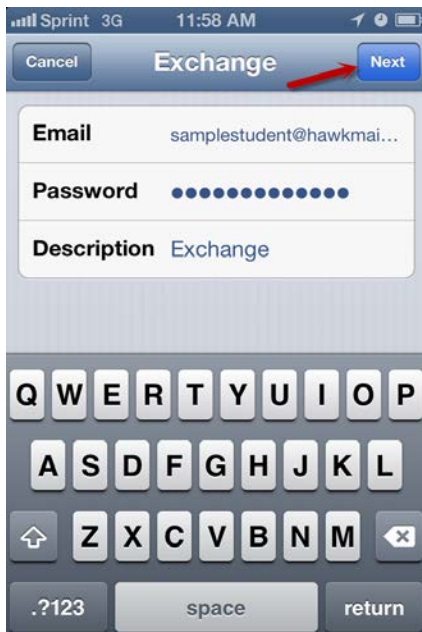 Sprint 3G 11:58 AM
Cancel Exchange Next
Email samplestudent@hawkmai...
Password ●●●●●●●●●●●●●
Description Exchange
Q W E R T Y U I O P
A S D F G H J K L
Z X C V B N M
.?123 space return